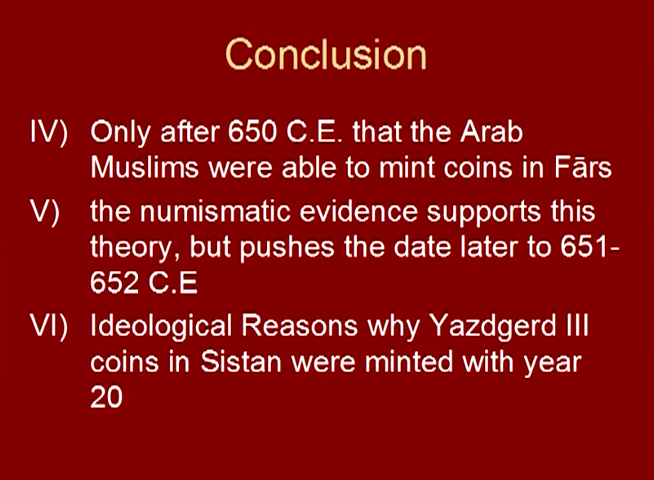 Conclusion
IV) Only after 650 C.E. that the Arab
Muslims were able to mint coins in Fārs
V) the numismatic evidence supports this
theory, but pushes the date later to 651-
652 C.E
VI) Ideological Reasons why Yazdgerd III
coins in Sistan were minted with year
20